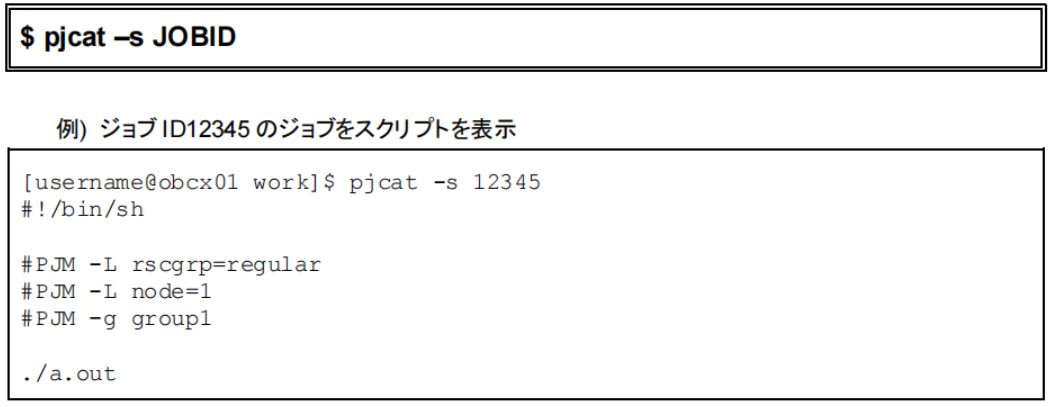 $ pjcat –s JOBID
例) ジョブ ID12345 のジョブをスクリプトを表示
[username@obcx01 work]$ pjcat -s 12345
#!/bin/sh
#PJM -L rscgrp=regular
#PJM -L node=1
#PJM -g group1
./a.out